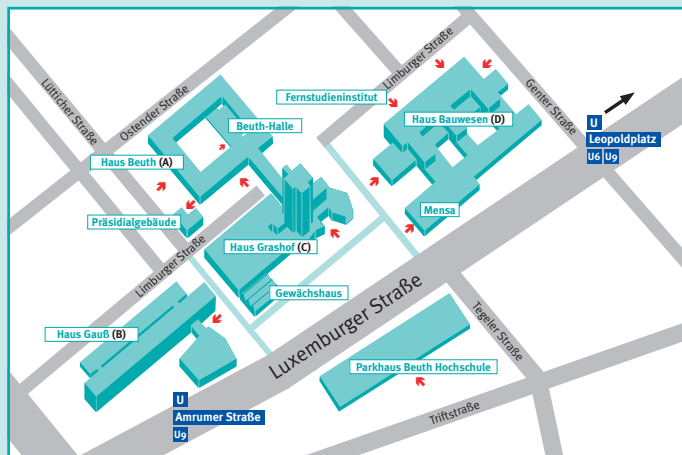 Lütticher Straße
Ostender Straße
Limburger Straße
Genter Straße
Fernstudieninstitut
Beuth-Halle
Haus Bauwesen (D)
U
Leopoldplatz
U6 U9
Haus Beuth (A)
Mensa
Präsidialgebäude
Haus Grashof (C)
Limburger Straße
Gewächshaus
Luxemburger Straße
Tegeler Straße
Haus Gauß (B)
Parkhaus Beuth Hochschule
U
Amrumer Straße
U9
Triftstraße